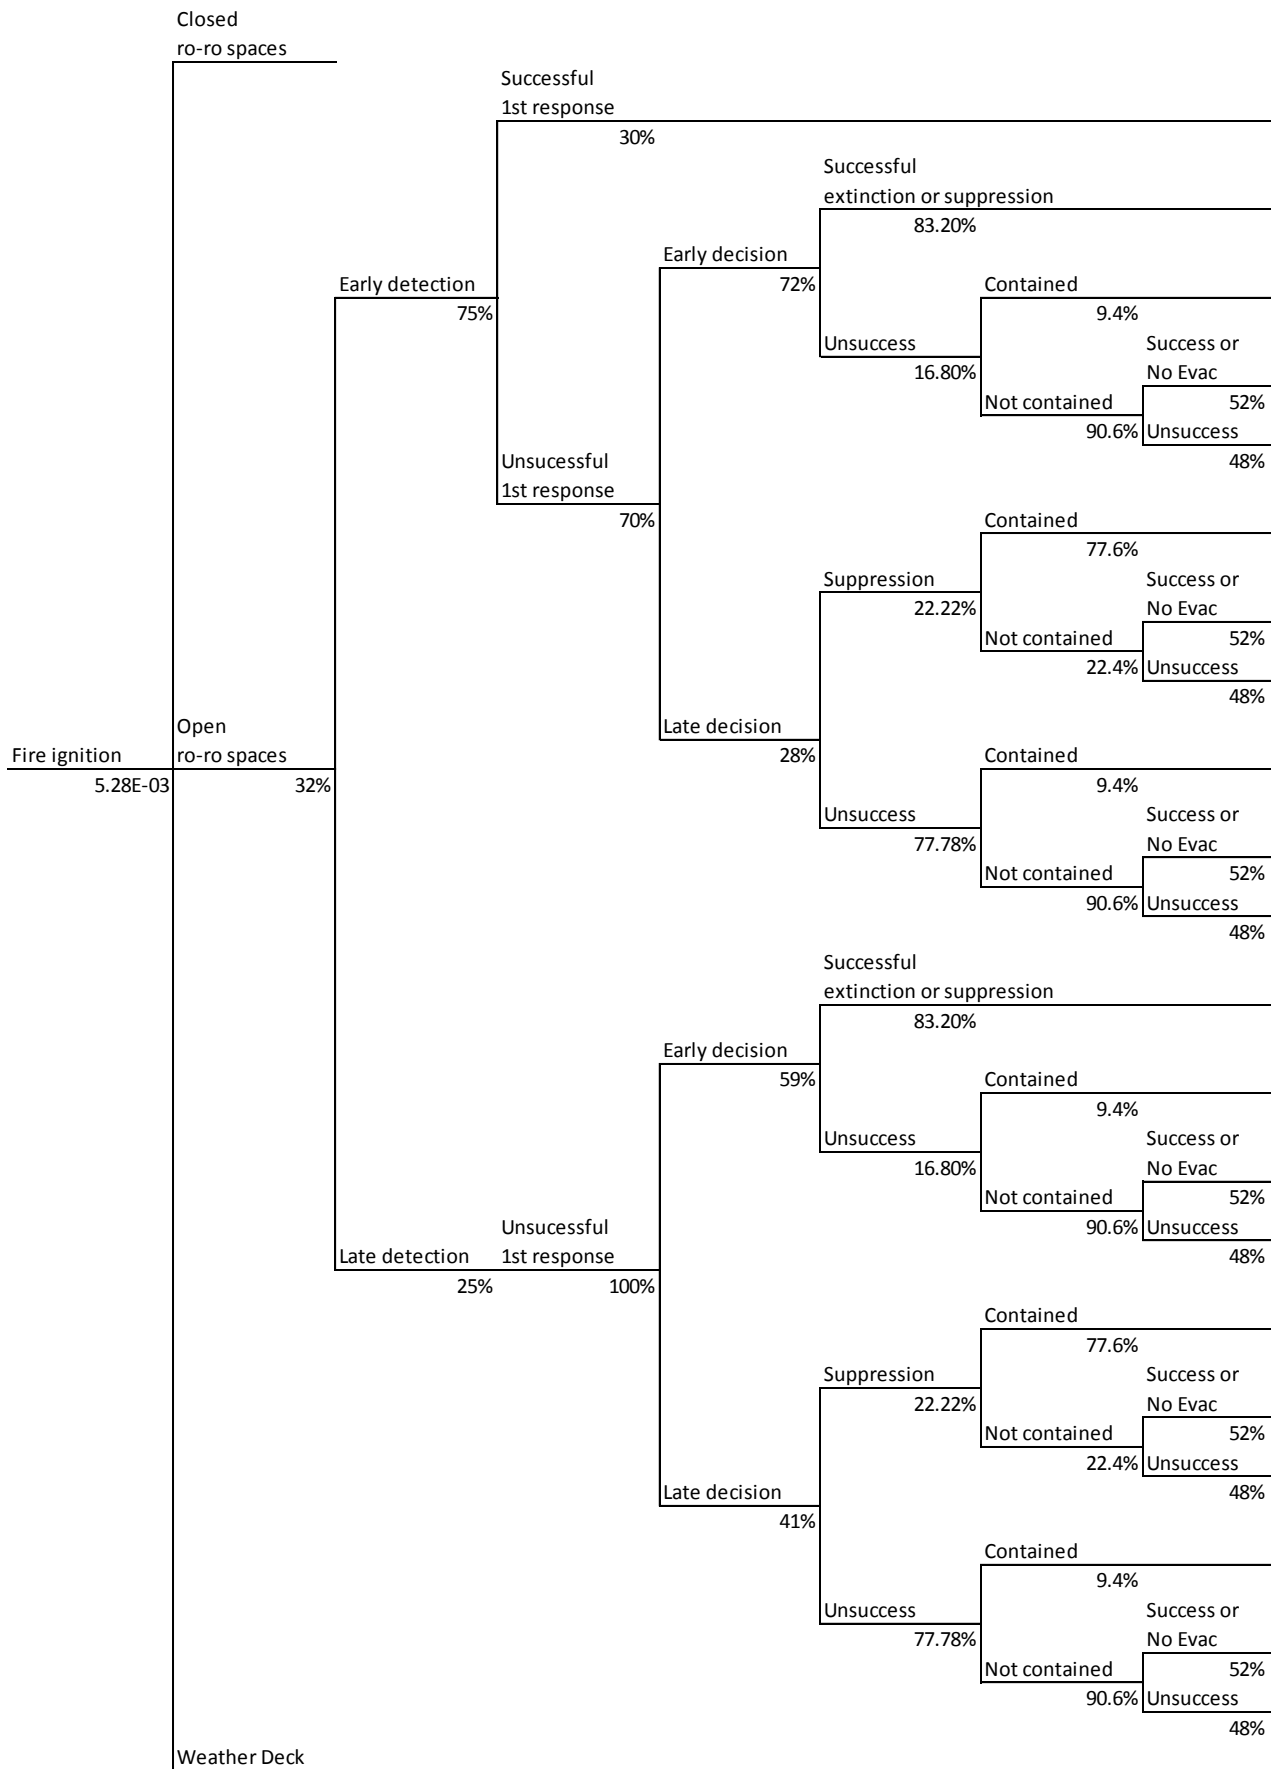 Closed
ro-ro spaces
Successful
1st response
30%
Successful
extinction or suppression
83.20%
Early decision
72%
Early detection
75%
Contained
9.4%
Unsuccess
16.80%
Success or
No Evac
52%
Not contained
90.6%
Unsuccess
48%
Unsucessful
1st response
70%
Contained
77.6%
Suppression
22.22%
Success or
No Evac
52%
Not contained
22.4%
Unsuccess
48%
Late decision
28%
Open
ro-ro spaces
32%
Fire ignition
5.28E-03
Contained
9.4%
Unsuccess
77.78%
Success or
No Evac
52%
Not contained
90.6%
Unsuccess
48%
Successful
extinction or suppression
83.20%
Early decision
59%
Contained
9.4%
Unsuccess
16.80%
Success or
No Evac
52%
Not contained
90.6%
Unsuccess
48%
Late detection
25%
Unsucessful
1st response
100%
Contained
77.6%
Suppression
22.22%
Success or
No Evac
52%
Not contained
22.4%
Unsuccess
48%
Late decision
41%
Contained
9.4%
Unsuccess
77.78%
Success or
No Evac
52%
Not contained
90.6%
Unsuccess
48%
Weather Deck